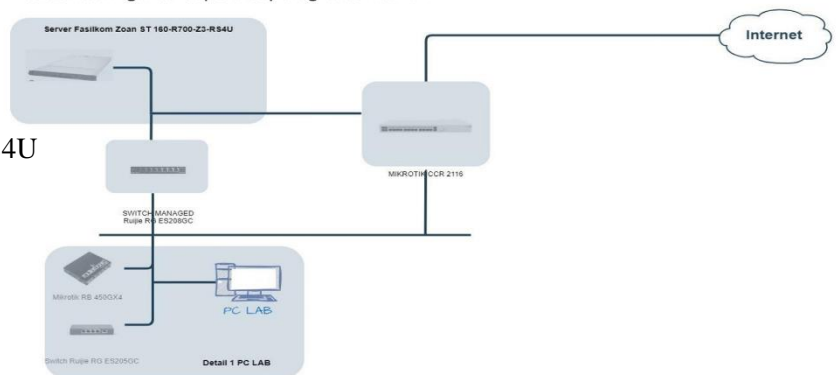 Server Fasilkom Zoan ST 160-R700-Z3-RS4U
Internet
4U
MIKROTIK CCR 2116
SWITCH MANAGED
Ruijie RG ES208GC
Mikrotik RB 450GX4
PC LAB
Switch Ruijie RG ES205GC
Detail 1 PC LAB